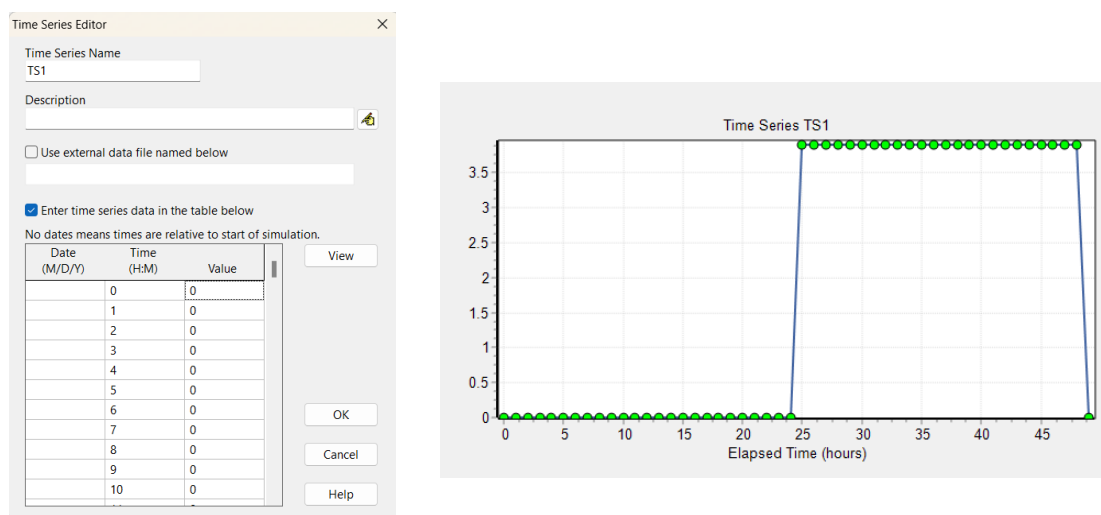 Time Series Editor
Time Series Name
TS1
Description
Use external data file named below
Enter time series data in the table below
No dates means times are relative to start of simulation.
Date Time
(M/D/Y) (H:M) Value
View
0 0
1 0
2 0
3 0
4 0
5 0
6 0
7 0
8 0
9 0
10 0
OK
Cancel
Help
Time Series TS1
3.5
3
2.5
2
1.5
1
0.5
0
0 5 10 15 20 25 30 35 40 45
Elapsed Time (hours)